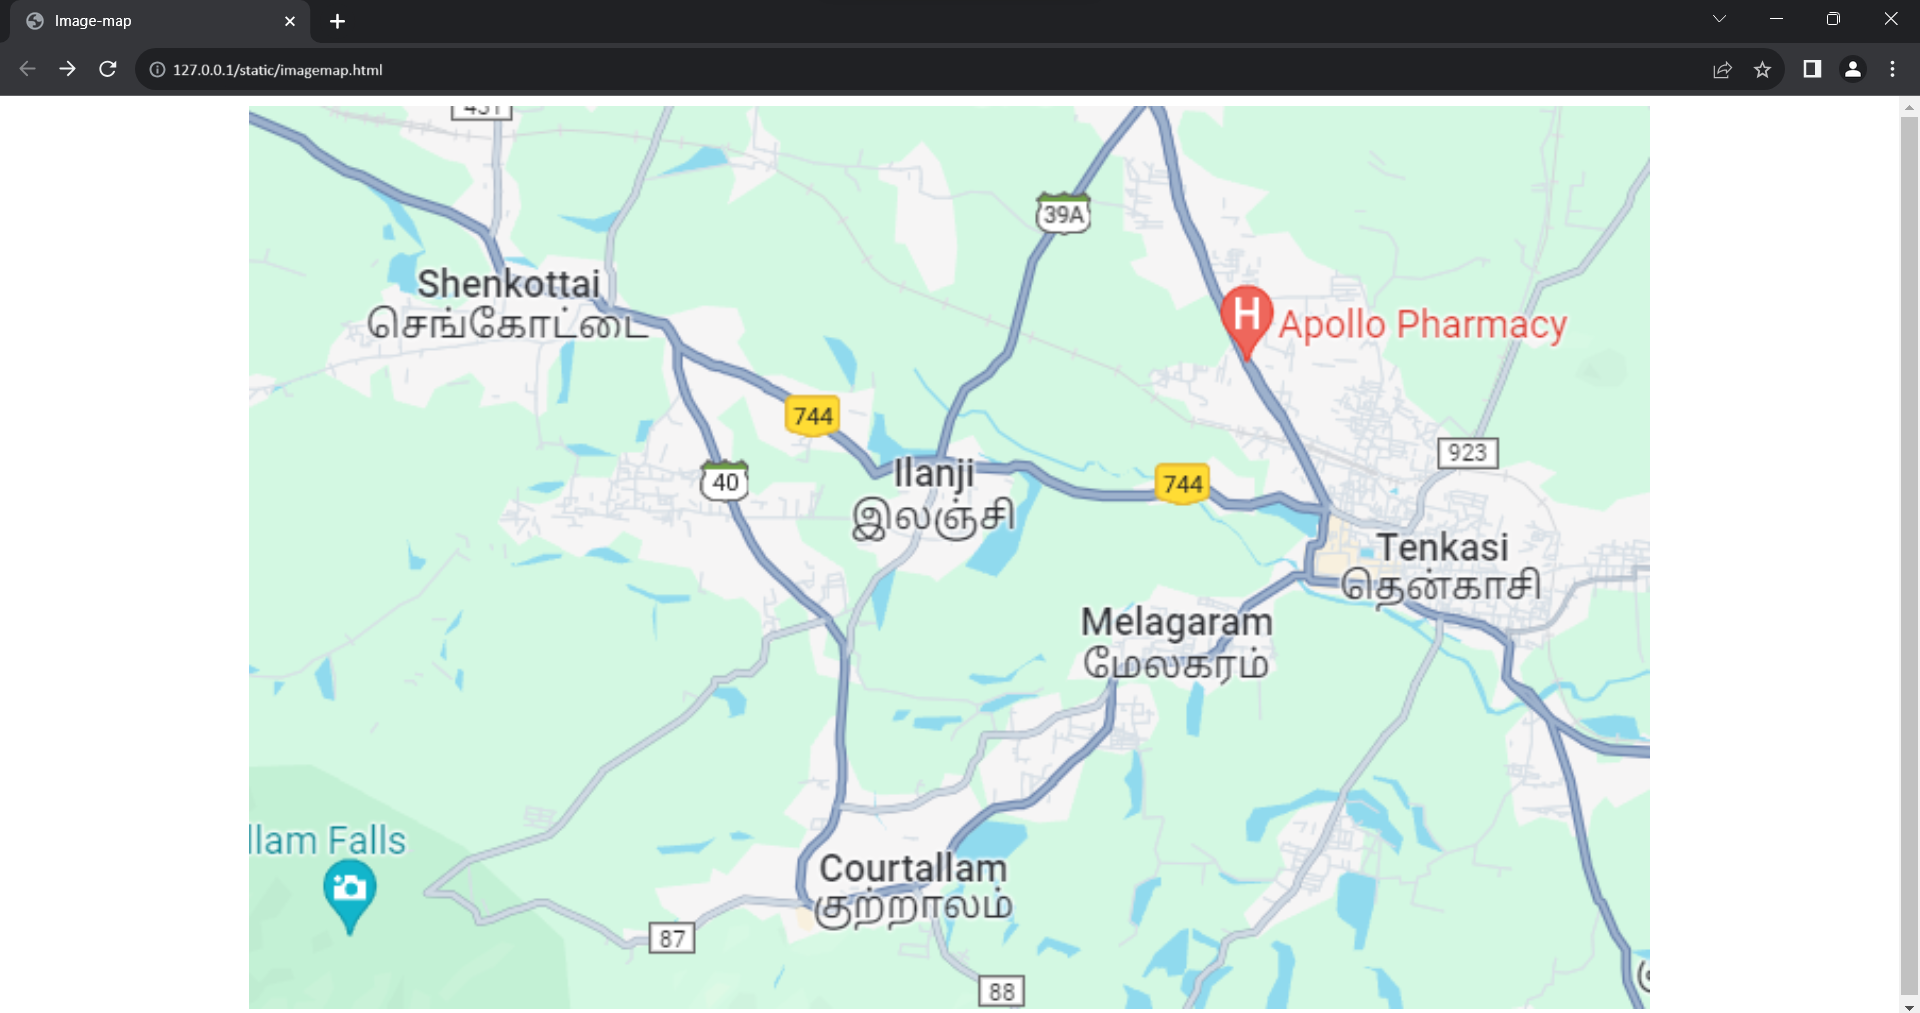 Image-map
127.0.0.1/static/imagemap.html
39A
Shenkottai
செங்கோட்டை
H
Apollo Pharmacy
744
923
40
Ilanji
இலஞ்சி
744
Tenkasi
தென்காசி
Melagaram
மேலகரம்
llam Falls
Courtallam
குற்றாலம்
87
88